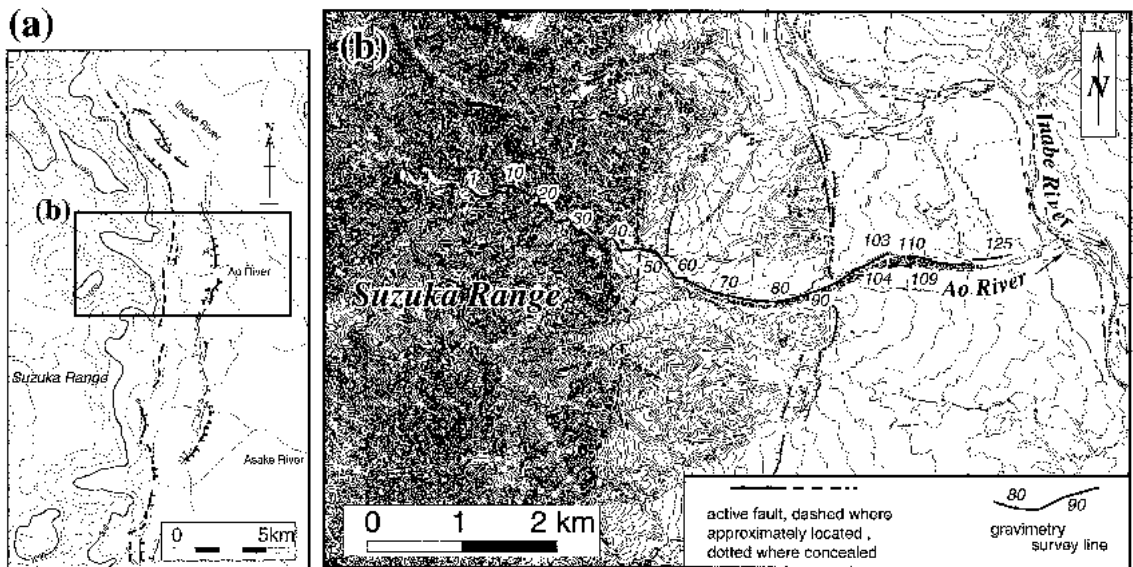 (a)
Inabe River
N
(b)
Ao River
Suzuka Range
Asake River
0 5km
(b)
N
1
10
20
30
40
50
60
70
80
90
103
110
125
104
109
Ao River
Inabe River
Suzuka Range
0 1 2 km
active fault, dashed where
approximately located ,
dotted where concealed
80
90
gravimetry
survey line